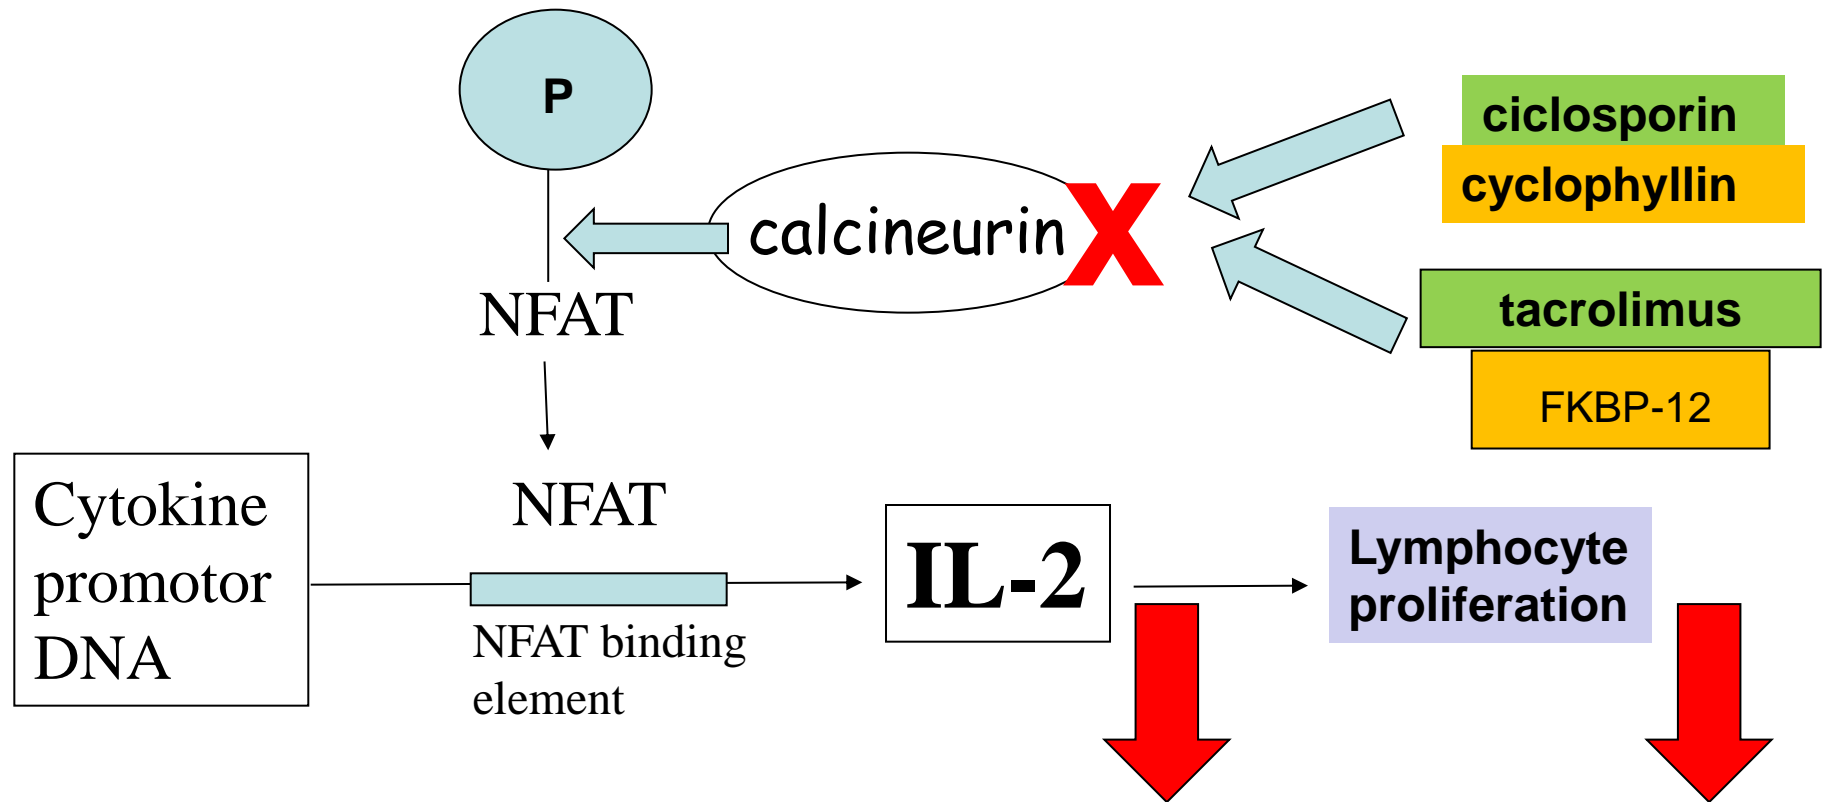 P
ciclosporin
cyclophyllin
calcineurin X
NFAT
tacrolimus
FKBP-12
Cytokine
promotor
DNA
NFAT
NFAT binding
element
IL-2
Lymphocyte
proliferation